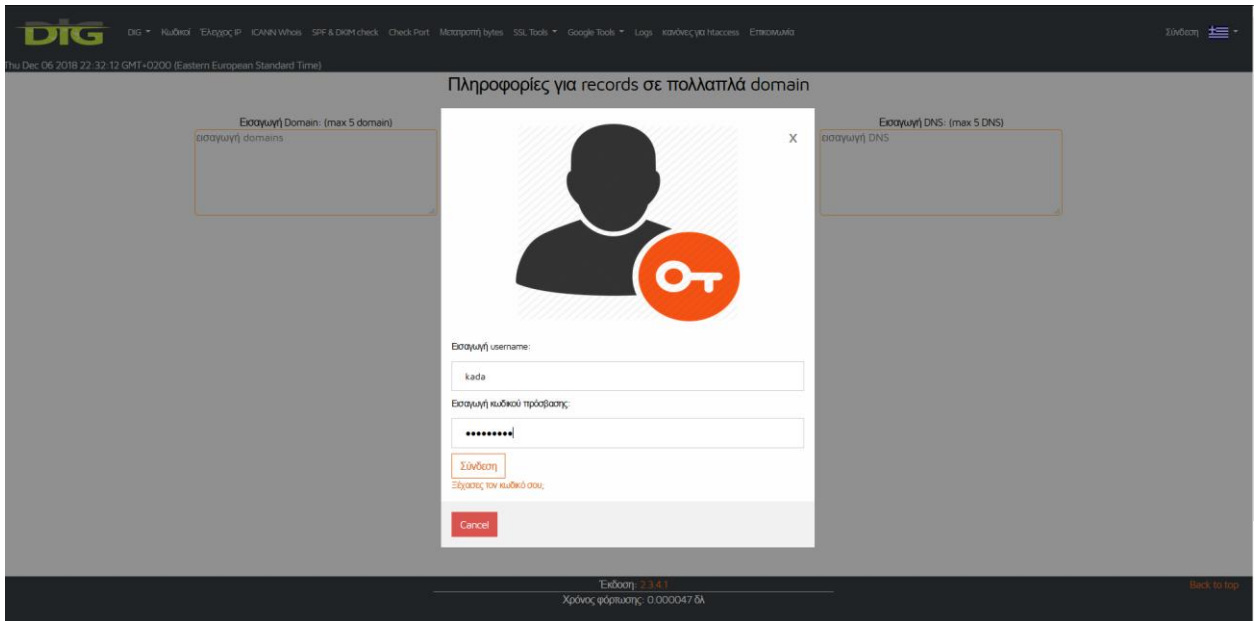 DIG
DIG Κωδικοί Έλεγχος IP ICANN Whois SPF & DKIM check Check Port Μετατροπή bytes SSL Tools Google Tools Logs κανόνες για htaccess Επικοινωνία Σύνδεση
Thu Dec 06 2018 22:32:12 GMT+0200 (Eastern European Standard Time)
Πληροφορίες για records σε πολλαπλά domain
Εισαγωγή Domain: (max 5 domain)
εισαγωγή domains
X
Εισαγωγή DNS: (max 5 DNS)
εισαγωγή DNS
Εισαγωγή username:
kada
Εισαγωγή κωδικού πρόσβασης:
•••••••••
Σύνδεση
Ξέχασες τον κωδικό σου;
Cancel
Έκδοση: 2.3.4.1
Back to top
Χρόνος φόρτωσης: 0.000047 δλ